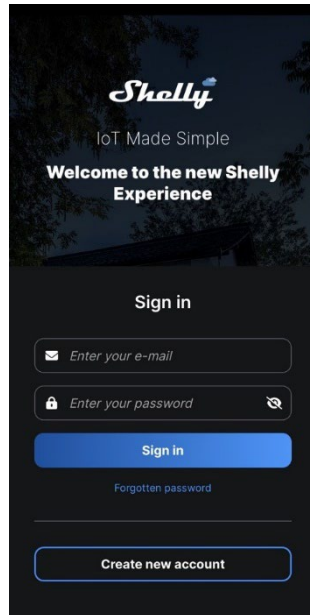 Shelly
IoT Made Simple
Welcome to the new Shelly
Experience
Sign in
Enter your e-mail
Enter your password
Sign in
Forgotten password
Create new account